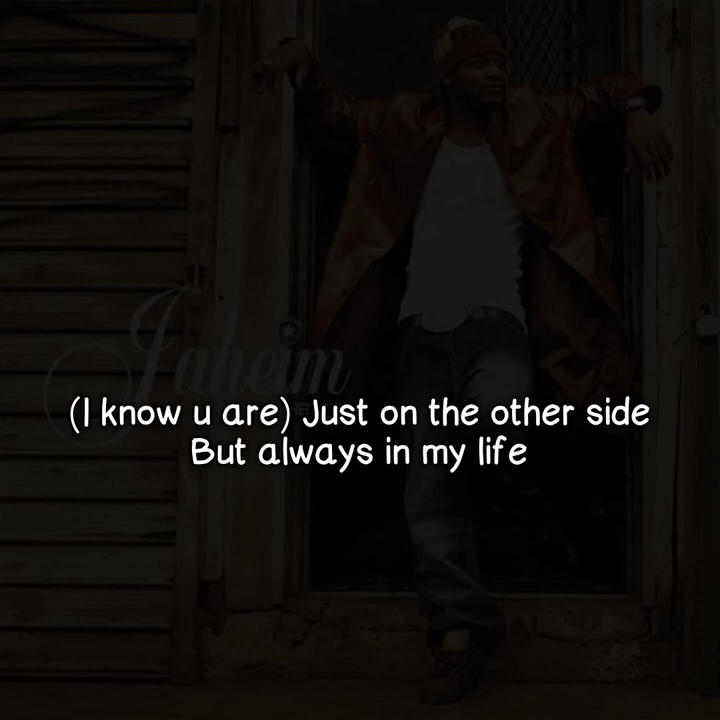 Jaheim
(I know u are) Just on the other side
But always in my life